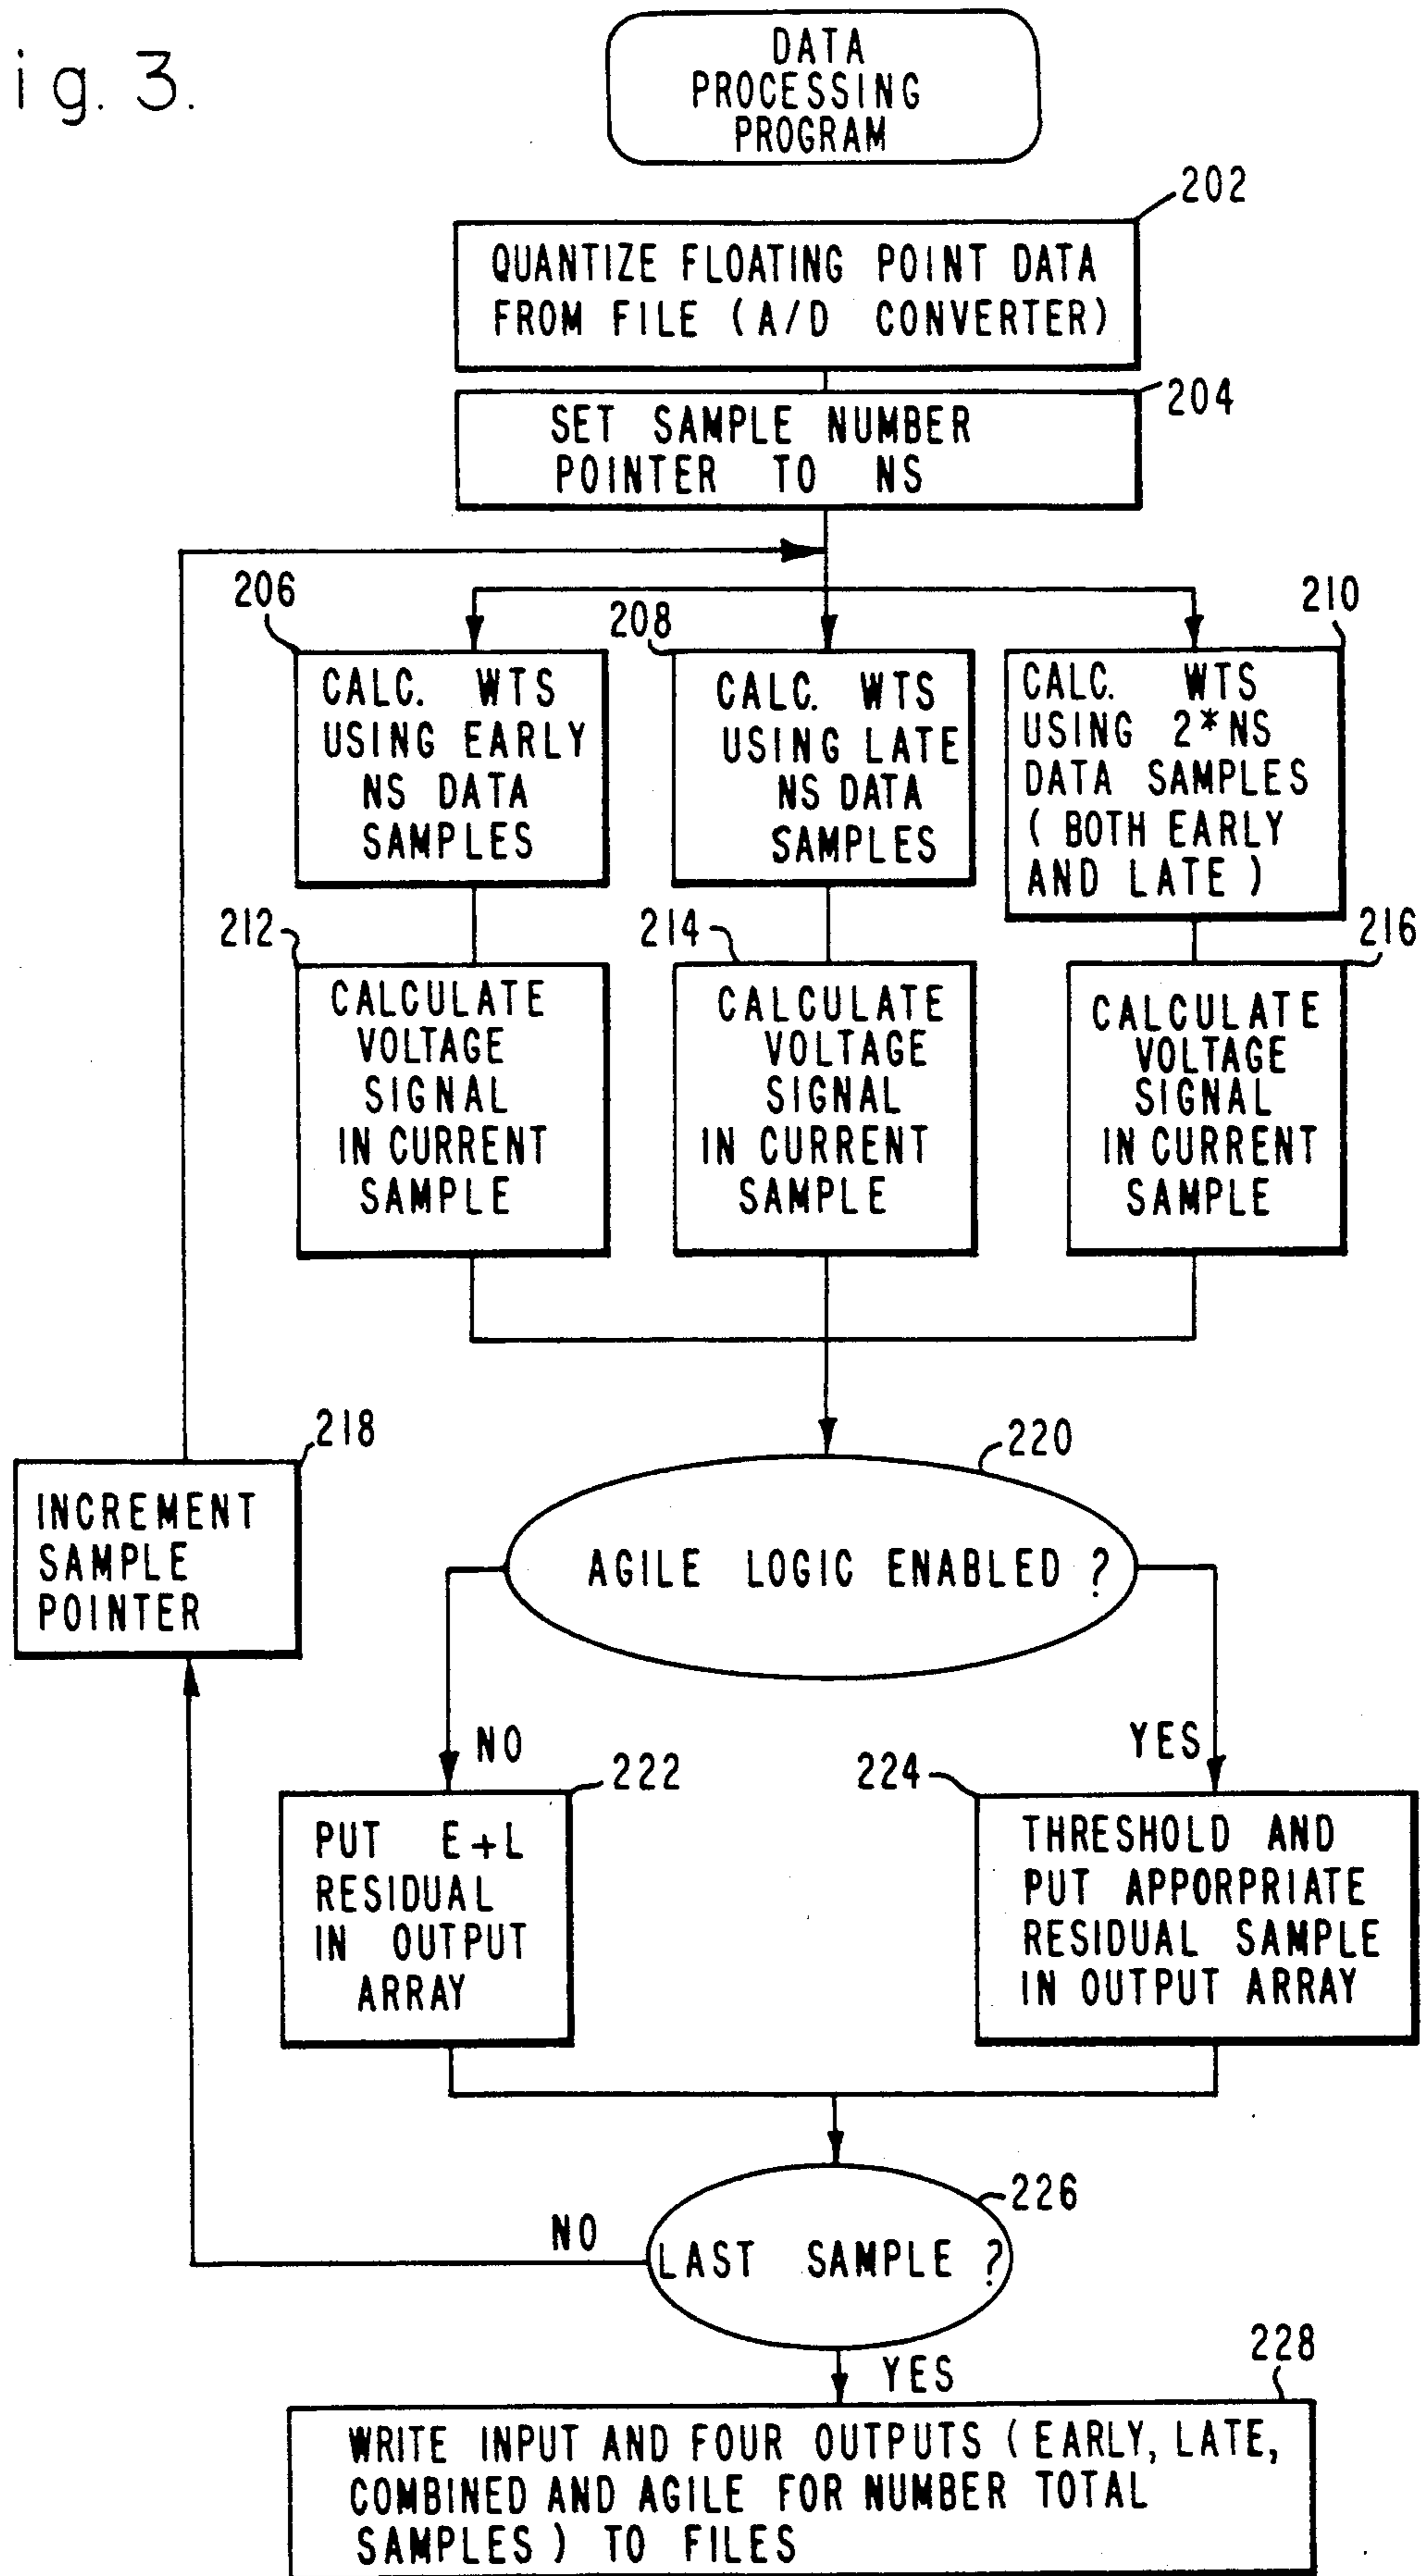 ig. 3.
DATA
PROCESSING
PROGRAM
202
QUANTIZE FLOATING POINT DATA
FROM FILE (A/D CONVERTER)
204
SET SAMPLE NUMBER
POINTER TO NS
206
CALC. WTS
USING EARLY
NS DATA
SAMPLES
208
CALC. WTS
USING LATE
NS DATA
SAMPLES
210
CALC. WTS
USING 2*NS
DATA SAMPLES
( BOTH EARLY
AND LATE )
212
CALCULATE
VOLTAGE
SIGNAL
IN CURRENT
SAMPLE
214
CALCULATE
VOLTAGE
SIGNAL
IN CURRENT
SAMPLE
216
CALCULATE
VOLTAGE
SIGNAL
IN CURRENT
SAMPLE
218
INCREMENT
SAMPLE
POINTER
220
AGILE LOGIC ENABLED ?
NO
YES
222
PUT E+L
RESIDUAL
IN OUTPUT
ARRAY
224
THRESHOLD AND
PUT APPORPRIATE
RESIDUAL SAMPLE
IN OUTPUT ARRAY
226
NO
LAST SAMPLE ?
YES
228
WRITE INPUT AND FOUR OUTPUTS ( EARLY, LATE,
COMBINED AND AGILE FOR NUMBER TOTAL
SAMPLES ) TO FILES